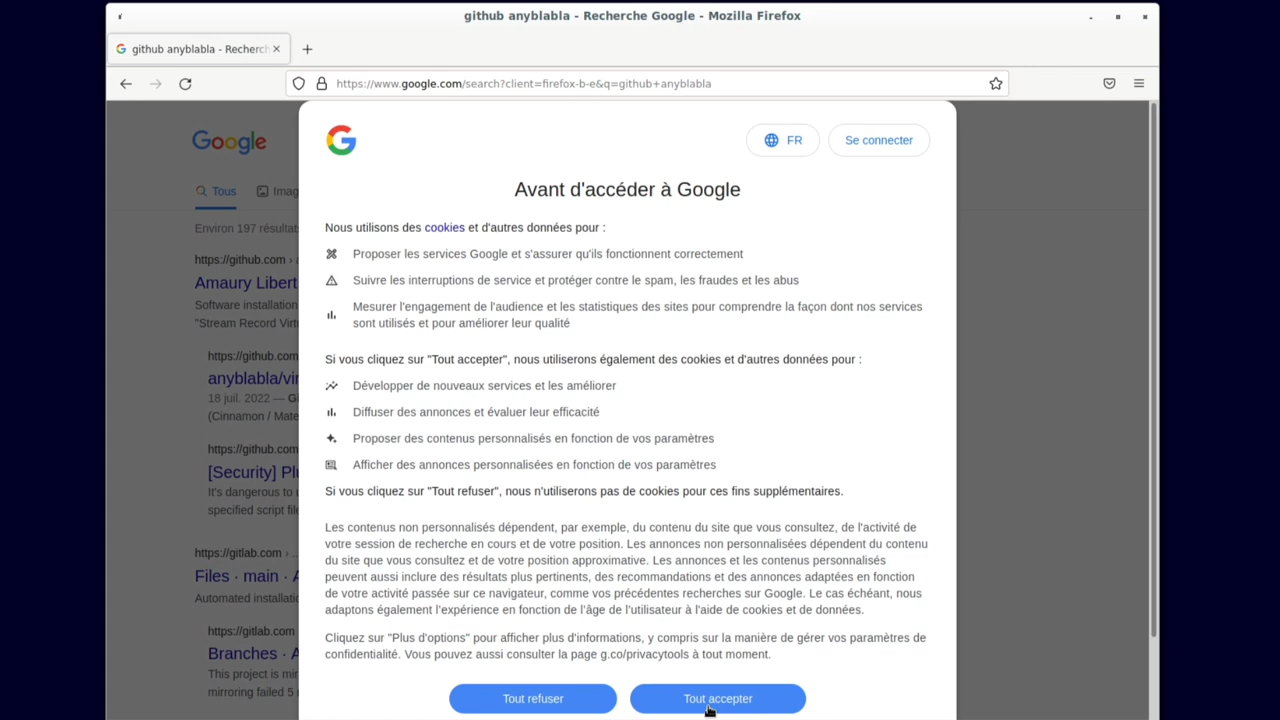 github anyblabla - Recherche Google - Mozilla Firefox
github anyblabla - Recherch
https://www.google.com/search?client=firefox-b-e&q=github+anyblabla
Google
FR
Se connecter
Tous
Imag
Avant d'accéder à Google
Environ 197 résulta
Nous utilisons des cookies et d'autres données pour :
https://github.com ›
Proposer les services Google et s'assurer qu'ils fonctionnent correctement
Amaury Libert
Suivre les interruptions de service et protéger contre le spam, les fraudes et les abus
Software installation
Mesurer l'engagement de l'audience et les statistiques des sites pour comprendre la façon dont nos services
sont utilisés et pour améliorer leur qualité
"Stream Record Virt
https://github.com
Si vous cliquez sur "Tout accepter", nous utiliserons également des cookies et d'autres données pour :
anyblabla/vi
Développer de nouveaux services et les améliorer
18 juil. 2022 — G
Diffuser des annonces et évaluer leur efficacité
(Cinnamon / Mate
Proposer des contenus personnalisés en fonction de vos paramètres
https://github.com
Afficher des annonces personnalisées en fonction de vos paramètres
[Security] Pl
It's dangerous to
Si vous cliquez sur "Tout refuser", nous n'utiliserons pas de cookies pour ces fins supplémentaires.
specified script file
Les contenus non personnalisés dépendent, par exemple, du contenu du site que vous consultez, de l'activité de
votre session de recherche en cours et de votre position. Les annonces non personnalisées dépendent du contenu
du site que vous consultez et de votre position approximative. Les annonces et les contenus personnalisés
peuvent aussi inclure des résultats plus pertinents, des recommandations et des annonces adaptées en fonction
de votre activité passée sur ce navigateur, comme vos précédentes recherches sur Google. Le cas échéant, nous
adaptons également l'expérience en fonction de l'âge de l'utilisateur à l'aide de cookies et de données.
https://gitlab.com › ...
Files · main · A
Automated installatio
https://gitlab.com
Cliquez sur "Plus d'options" pour afficher plus d'informations, y compris sur la manière de gérer vos paramètres de
confidentialité. Vous pouvez aussi consulter la page g.co/privacytools à tout moment.
Branches · A
This project is mir
mirroring failed 5
Tout refuser
Tout accepter